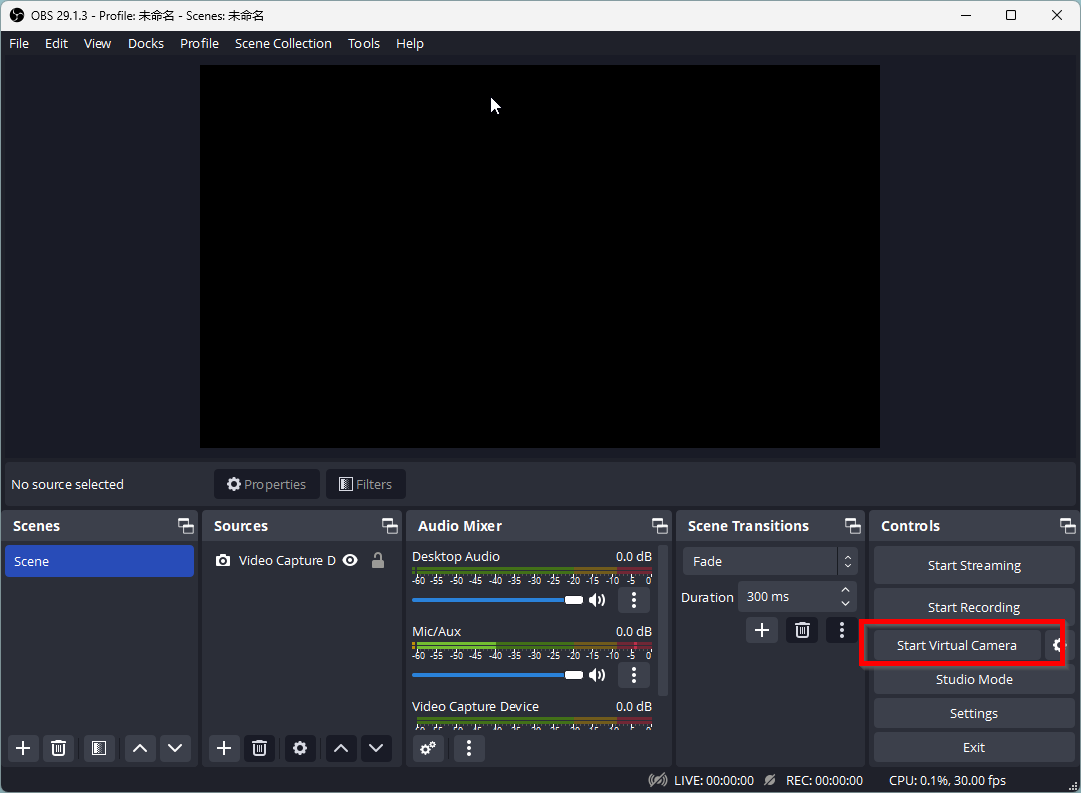 OBS 29.1.3 - Profile: 未命名 - Scenes: 未命名
File Edit View Docks Profile Scene Collection Tools Help
No source selected
Properties
Filters
Scenes
Scene
Sources
Video Capture D
Audio Mixer
Desktop Audio 0.0 dB
-60 -55 -50 -45 -40 -35 -30 -25 -20 -15 -10 -5 0
Mic/Aux 0.0 dB
-60 -55 -50 -45 -40 -35 -30 -25 -20 -15 -10 -5 0
Video Capture Device 0.0 dB
Scene Transitions
Fade
Duration 300 ms
Controls
Start Streaming
Start Recording
Start Virtual Camera
Studio Mode
Settings
Exit
LIVE: 00:00:00 REC: 00:00:00 CPU: 0.1%, 30.00 fps